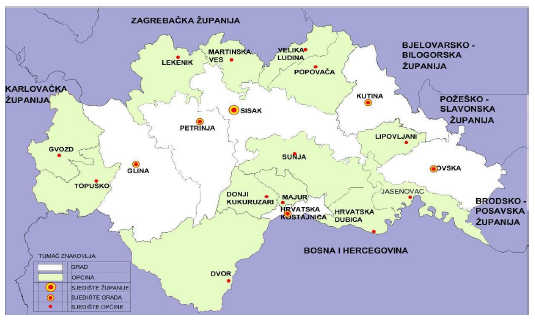 ZAGREBAČKA ŽUPANIJA
MARTINSKA
VES
VELIKA
LUDINA
LEKENIK
POPOVAČA
BJELOVARSKO -
BILOGORSKA
ŽUPANIJA
KARLOVAČKA
ŽUPANIJA
KUTINA
POŽEŠKO -
SLAVONSKA
ŽUPANIJA
SISAK
PETRINJA
LIPOVLJANI
GVOZD
SUNJA
GLINA
OVSKA
TOPUSKO
DONJI
KUKURUZARI
MAJUR
JASENOVAC
HRVATSKA
KOSTAJNICA
HRVATSKA
DUBICA
BRODSKO -
POSAVSKA
ŽUPANIJA
BOSNA I HERCEGOVINA
DVOR
TUMAČ ZNAKOVLJA
GRAD
OPĆINA
SJEDIŠTE ŽUPANIJE
SJEDIŠTE GRADA
SJEDIŠTE OPĆINE